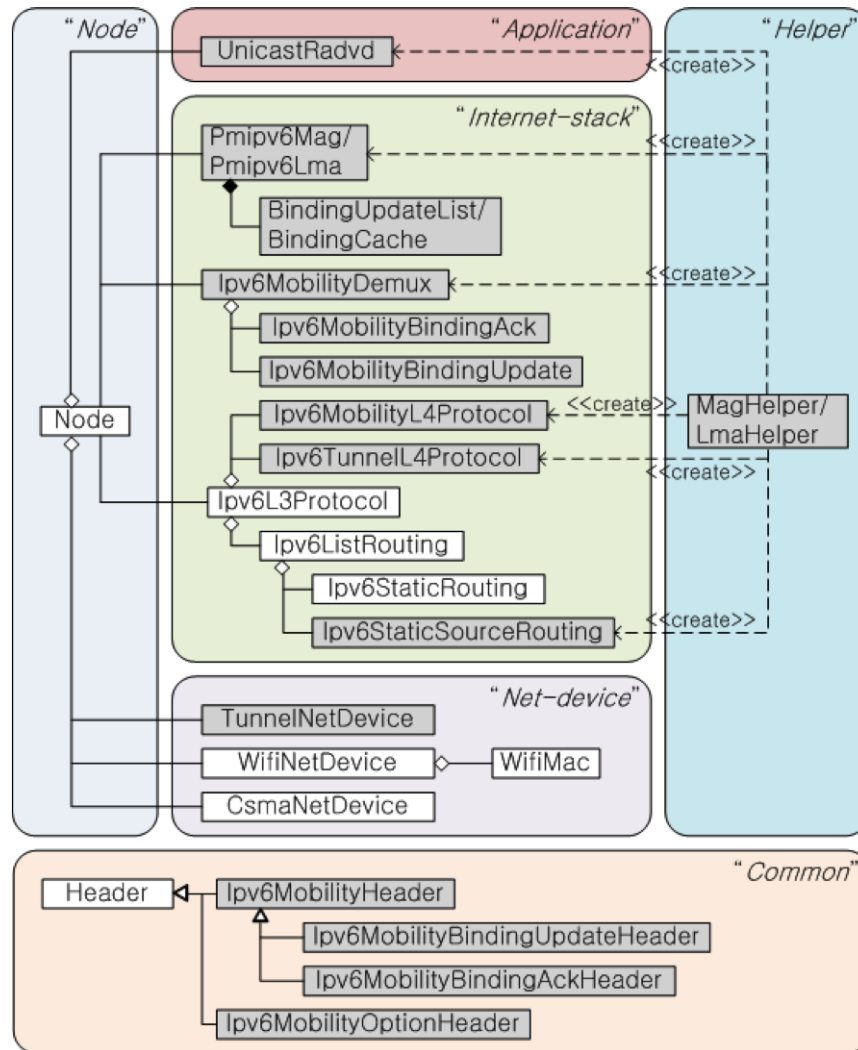 “Node”
“Application”
“Helper”
UnicastRadvd
<<create>>
“Internet-stack”
Pmipv6Mag/
Pmipv6Lma
<<create>>
BindingUpdateList/
BindingCache
Ipv6MobilityDemux
<<create>>
Ipv6MobilityBindingAck
Ipv6MobilityBindingUpdate
Node
Ipv6MobilityL4Protocol
<<create>>
MagHelper/
LmaHelper
Ipv6TunnelL4Protocol
<<create>>
Ipv6L3Protocol
Ipv6ListRouting
Ipv6StaticRouting
<<create>>
Ipv6StaticSourceRouting
“Net-device”
TunnelNetDevice
WifiNetDevice
WifiMac
CsmaNetDevice
“Common”
Header
Ipv6MobilityHeader
Ipv6MobilityBindingUpdateHeader
Ipv6MobilityBindingAckHeader
Ipv6MobilityOptionHeader